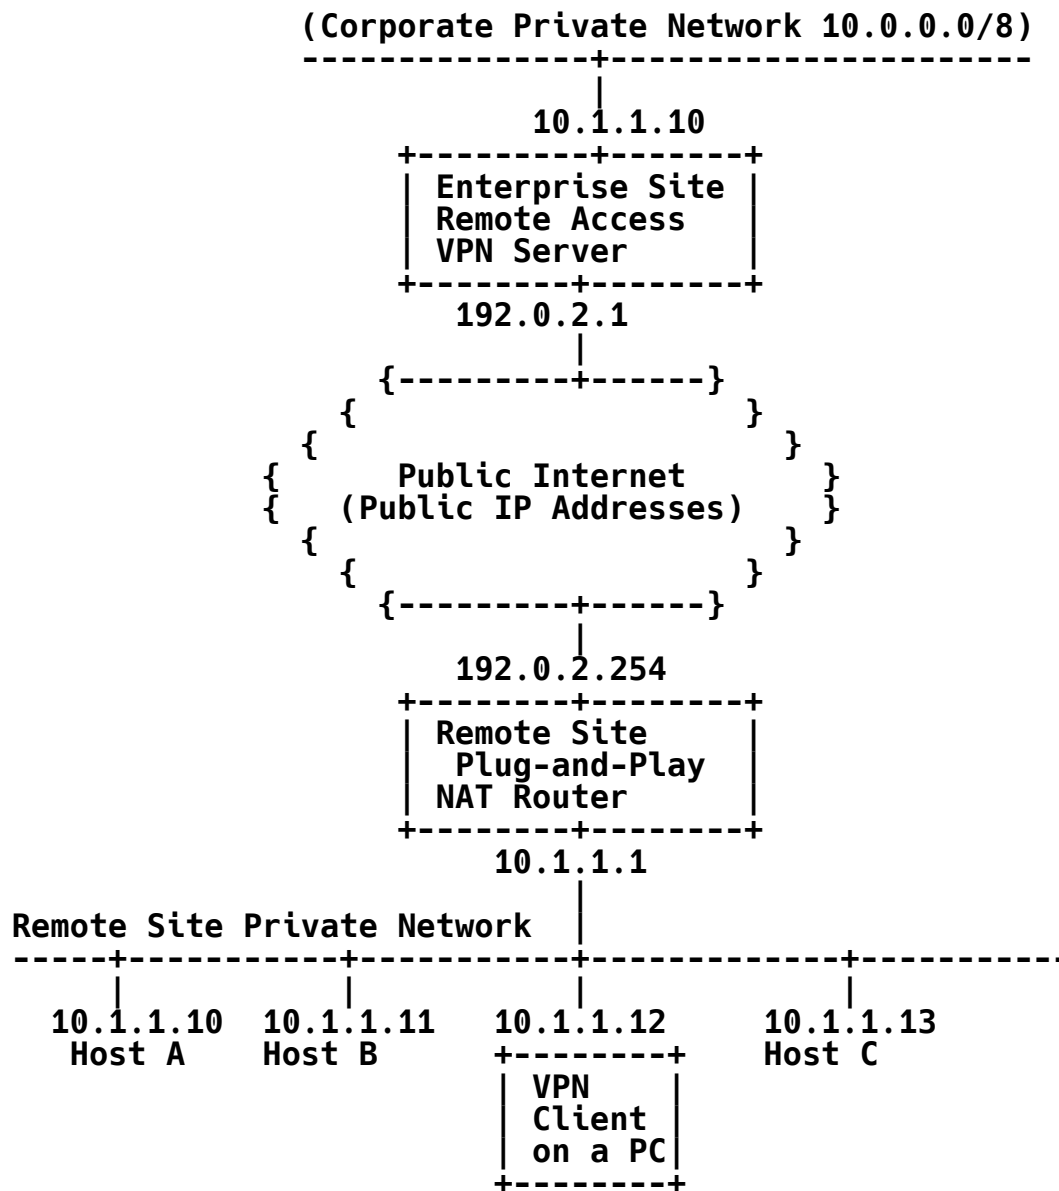 (Corporate Private Network 10.0.0.0/8)
10.1.1.10
Enterprise Site
Remote Access
VPN Server
192.0.2.1
Public Internet
(Public IP Addresses)
192.0.2.254
Remote Site
Plug-and-Play
NAT Router
10.1.1.1
Remote Site Private Network
10.1.1.10 10.1.1.11 10.1.1.12 10.1.1.13
Host A Host B Host C
VPN
Client
on a PC